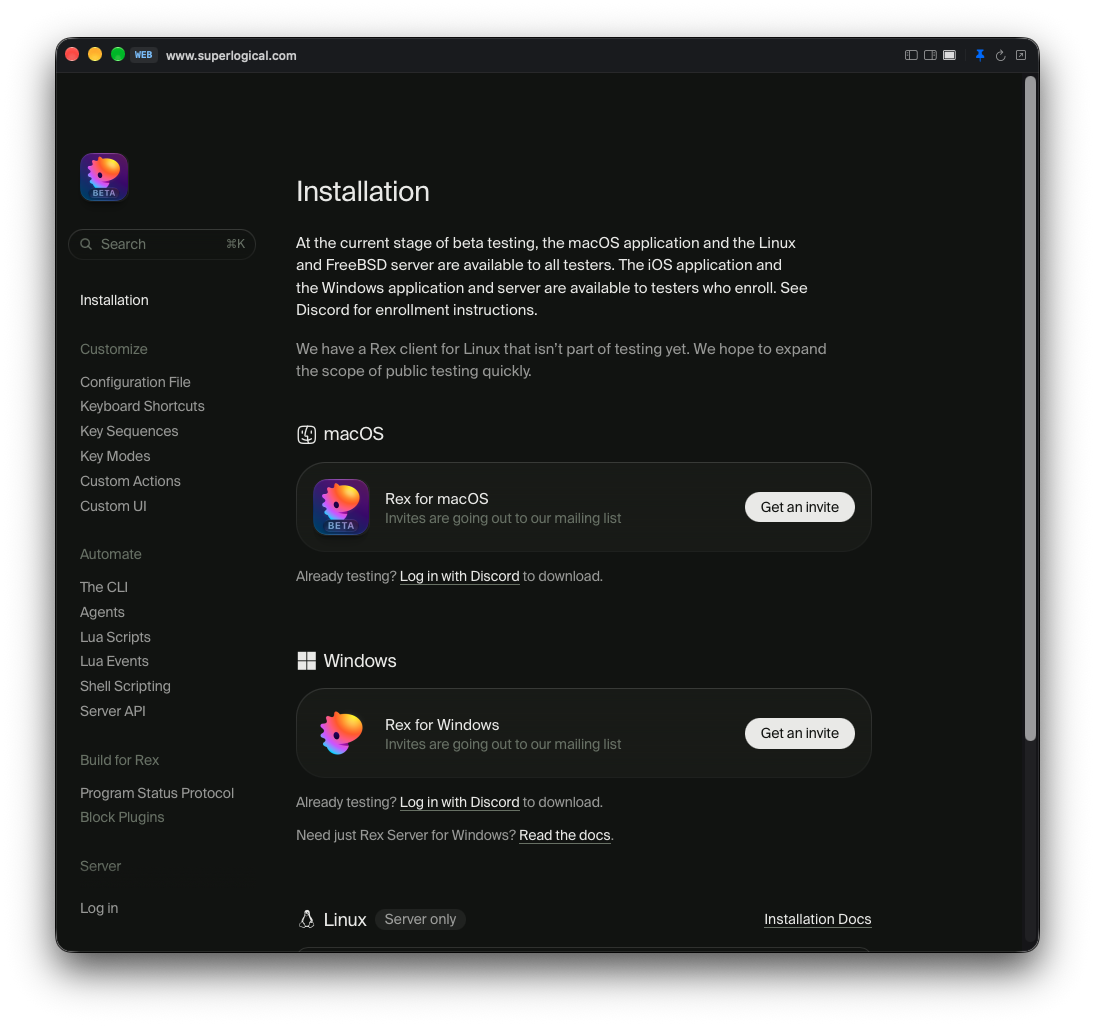 WEB www.superlogical.com
BETA
Search ⌘K
Installation
Customize
Configuration File
Keyboard Shortcuts
Key Sequences
Key Modes
Custom Actions
Custom UI
Automate
The CLI
Agents
Lua Scripts
Lua Events
Shell Scripting
Server API
Build for Rex
Program Status Protocol
Block Plugins
Server
Log in
Installation
At the current stage of beta testing, the macOS application and the Linux
and FreeBSD server are available to all testers. The iOS application and
the Windows application and server are available to testers who enroll. See
Discord for enrollment instructions.
We have a Rex client for Linux that isn’t part of testing yet. We hope to expand
the scope of public testing quickly.
macOS
BETA
Rex for macOS
Invites are going out to our mailing list
Get an invite
Already testing? Log in with Discord to download.
Windows
Rex for Windows
Invites are going out to our mailing list
Get an invite
Already testing? Log in with Discord to download.
Need just Rex Server for Windows? Read the docs.
Linux Server only Installation Docs